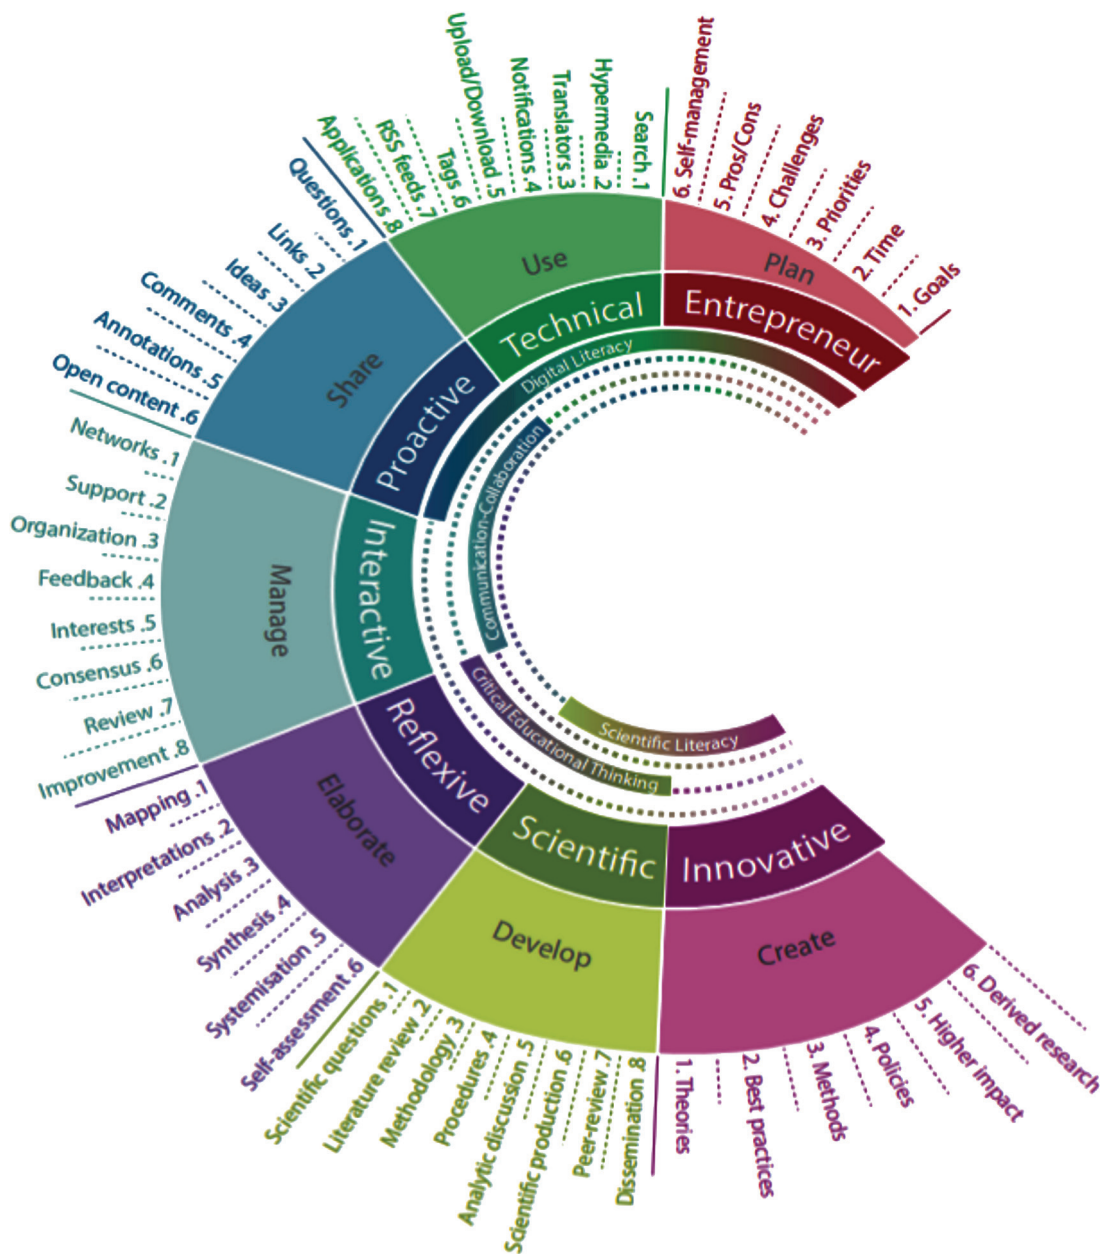 Entrepreneur
Plan
1. Goals
2. Time
3. Priorities
4. Challenges
5. Pros/Cons
6. Self-management
Technical
Use
Search .1
Hypermedia .2
Translators .3
Notifications .4
Upload/Download .5
Tags .6
RSS feeds .7
Applications .8
Proactive
Share
Questions .1
Links .2
Ideas .3
Comments .4
Annotations .5
Open content .6
Interactive
Manage
Networks .1
Support .2
Organization .3
Feedback .4
Interests .5
Consensus .6
Review .7
Improvement .8
Reflexive
Elaborate
Mapping .1
Interpretations .2
Analysis .3
Synthesis .4
Systemisation .5
Self-assessment .6
Scientific
Develop
Scientific questions .1
Literature review .2
Methodology .3
Procedures .4
Analytic discussion .5
Scientific production .6
Peer-review .7
Dissemination .8
Innovative
Create
1. Theories
2. Best practices
3. Methods
4. Policies
5. Higher impact
6. Derived research
Digital Literacy
Communication-Collaboration
Critical Educational Thinking
Scientific Literacy